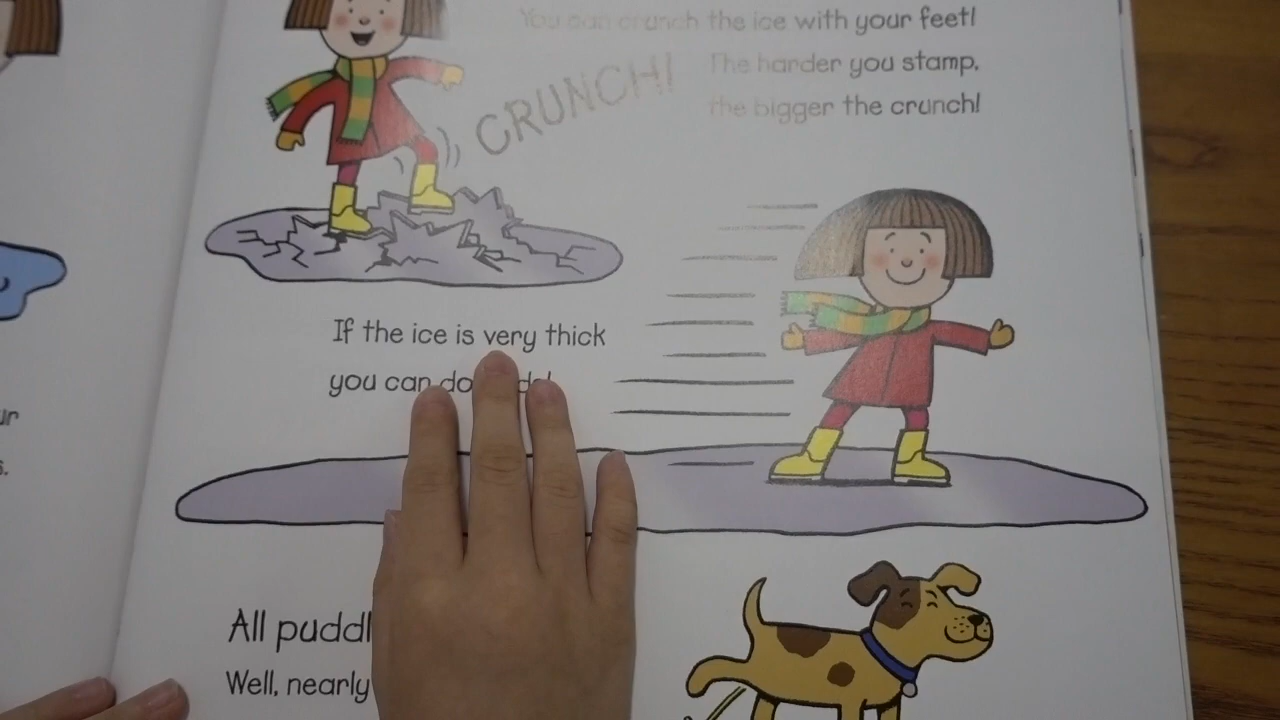 You can crunch the ice with your feet!
The harder you stamp,
the bigger the crunch!
CRUNCH!
If the ice is very thick
you can do
All puddl
Well, nearly
ur
s.